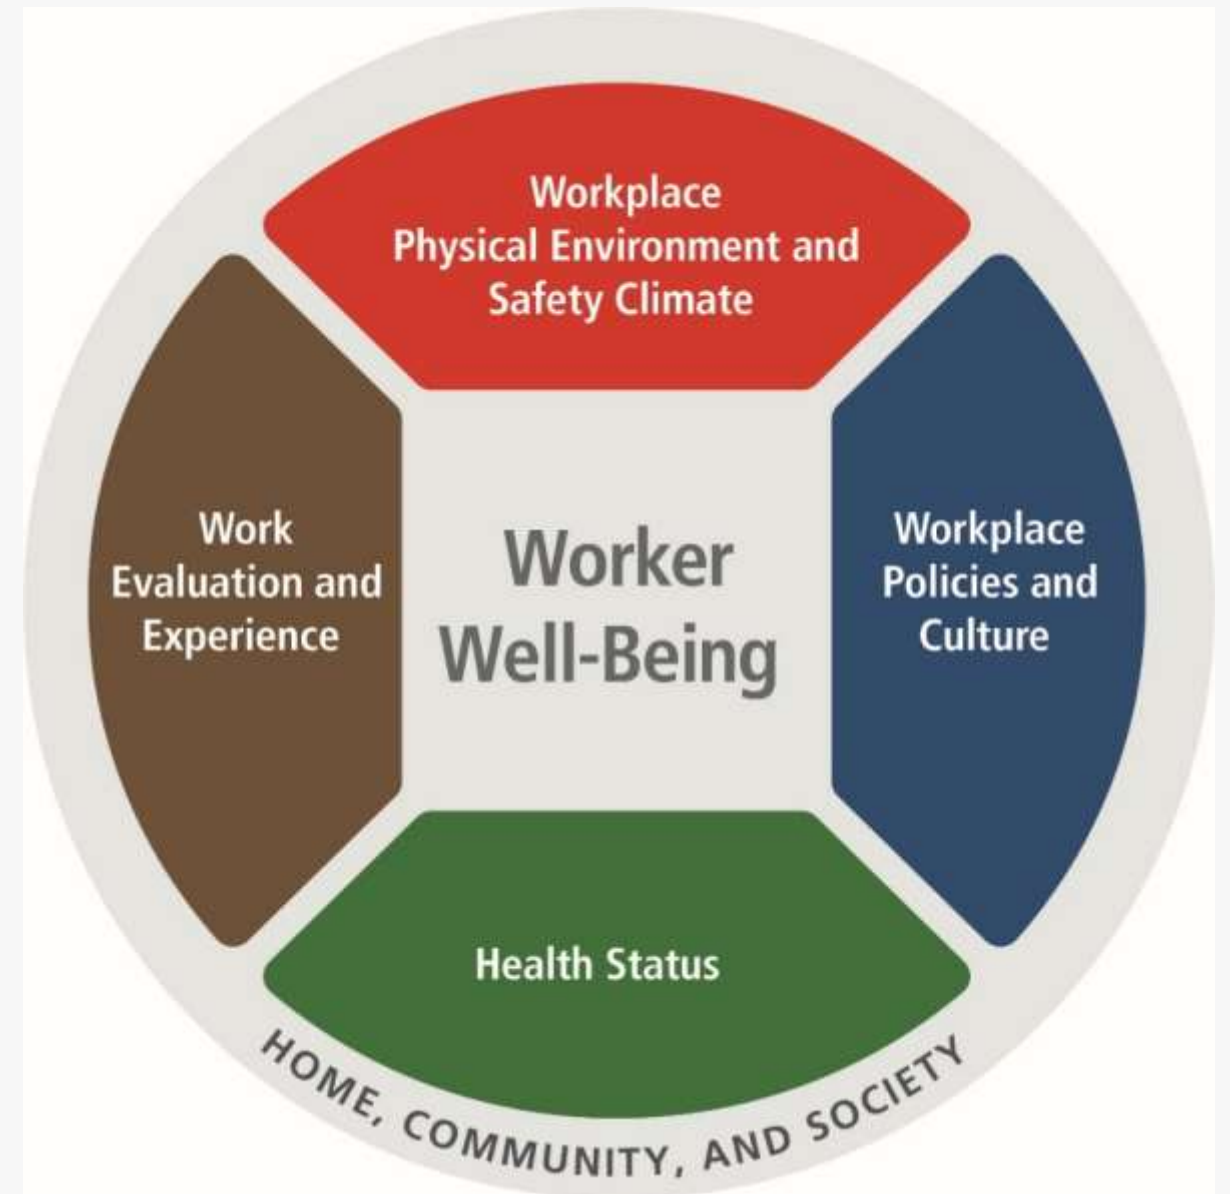 Workplace
Physical Environment and
Safety Climate
Work
Evaluation and
Experience
Worker
Well-Being
Workplace
Policies and
Culture
Health Status
HOME, COMMUNITY, AND SOCIETY